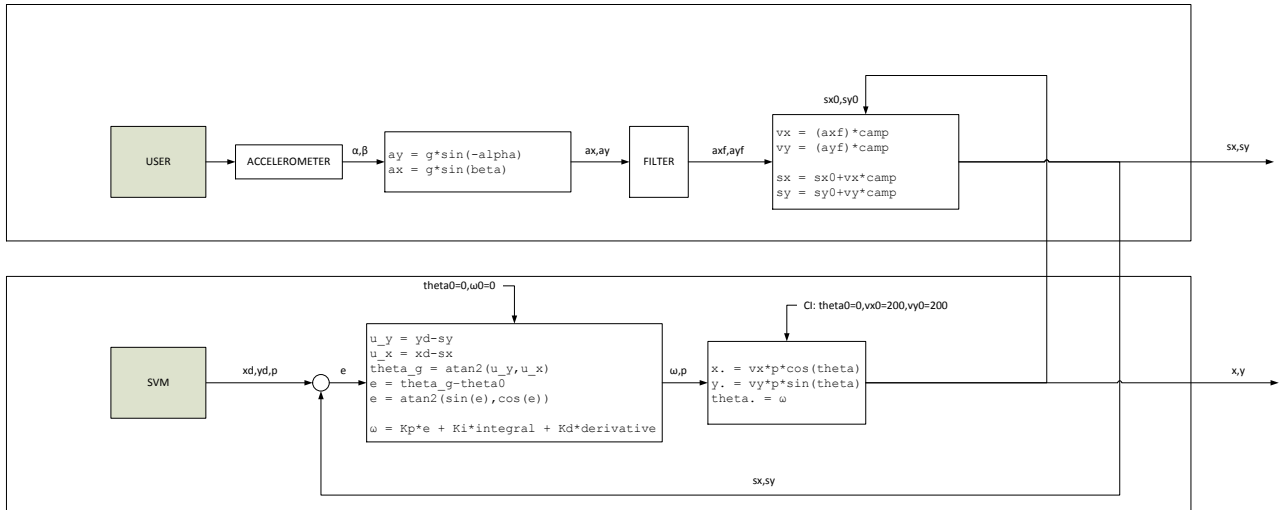 sx0,sy0
USER
ACCELEROMETER
α,β
ay = g*sin(-alpha)
ax = g*sin(beta)
ax,ay
FILTER
axf,ayf
vx = (axf)*camp
vy = (ayf)*camp
sx = sx0+vx*camp
sy = sy0+vy*camp
sx,sy
theta0=0,ω0=0
CI: theta0=0,vx0=200,vy0=200
SVM
xd,yd,p
e
u_y = yd-sy
u_x = xd-sx
theta_g = atan2(u_y,u_x)
e = theta_g-theta0
e = atan2(sin(e),cos(e))
ω = Kp*e + Ki*integral + Kd*derivative
ω,p
x. = vx*p*cos(theta)
y. = vy*p*sin(theta)
theta. = ω
x,y
sx,sy